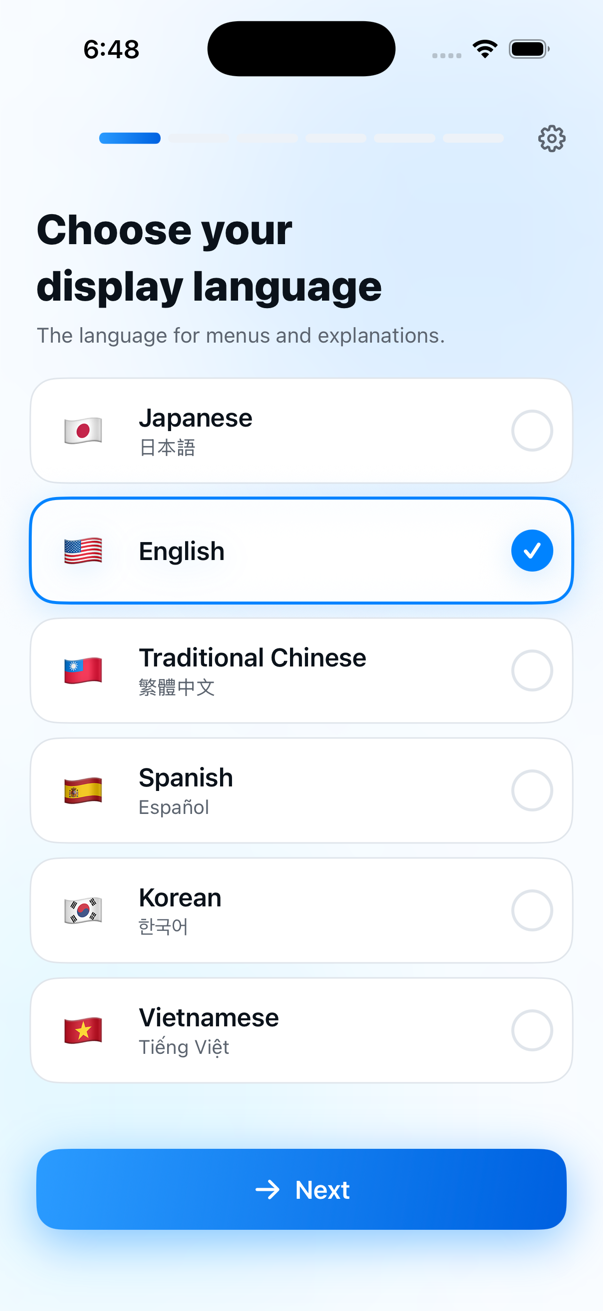 6:48
Choose your
display language
The language for menus and explanations.
Japanese
日本語
English
Traditional Chinese
繁體中文
Spanish
Español
Korean
한국어
Vietnamese
Tiếng Việt
Next